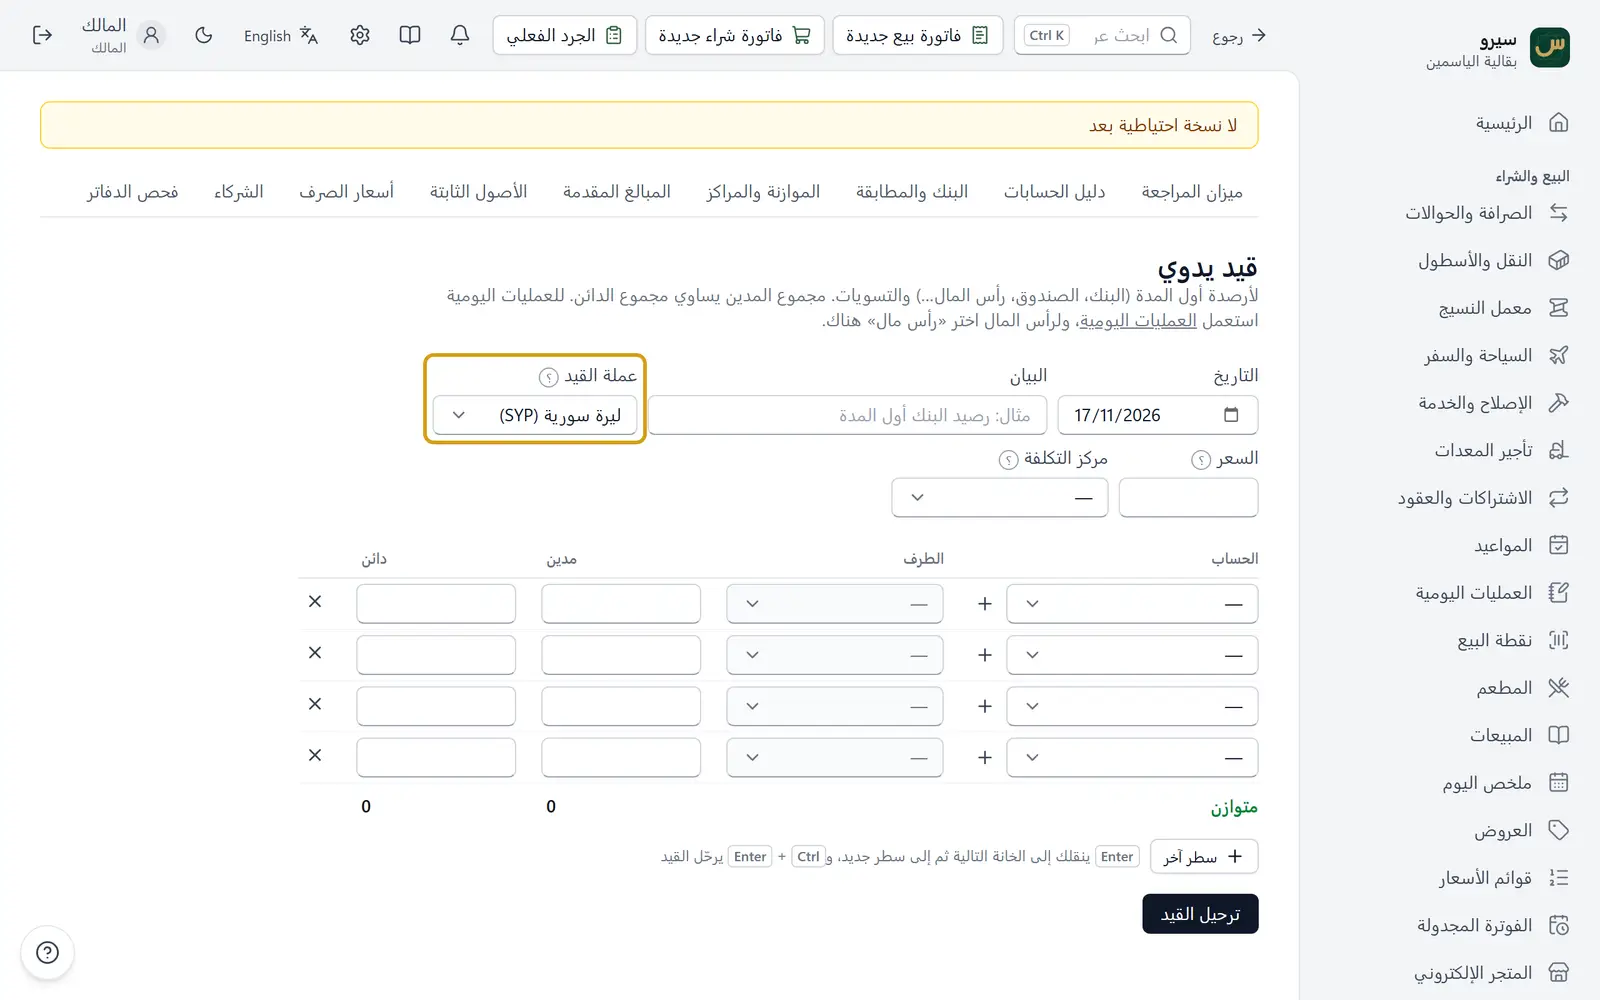 س
سيرو
بقالية الياسمين
رجوع
ابحث عر
Ctrl K
فاتورة بيع جديدة
فاتورة شراء جديدة
الجرد الفعلي
English
المالك
المالك
الرئيسية
البيع والشراء
الصرافة والحوالات
النقل والأسطول
معمل النسيج
السياحة والسفر
الإصلاح والخدمة
تأجير المعدات
الاشتراكات والعقود
المواعيد
العمليات اليومية
نقطة البيع
المطعم
المبيعات
ملخص اليوم
العروض
قوائم الأسعار
الفوترة المجدولة
المتجر الإلكتروني
لا نسخة احتياطية بعد
ميزان المراجعة
دليل الحسابات
البنك والمطابقة
الموازنة والمراكز
المبالغ المقدمة
الأصول الثابتة
أسعار الصرف
الشركاء
فحص الدفاتر
قيد يدوي
لأرصدة أول المدة (البنك، الصندوق، رأس المال...) والتسويات. مجموع المدين يساوي مجموع الدائن. للعمليات اليومية
استعمل العمليات اليومية، ولرأس المال اختر «رأس مال» هناك.
التاريخ
البيان
عملة القيد ؟
17/11/2026
مثال: رصيد البنك أول المدة
ليرة سورية (SYP)
السعر ؟
مركز التكلفة ؟
—
الحساب
الطرف
مدين
دائن
— + —
— + —
— + —
— + —
متوازن
0
0
سطر آخر
Enter ينقلك إلى الخانة التالية ثم إلى سطر جديد، و Ctrl + Enter يرحّل القيد
ترحيل القيد